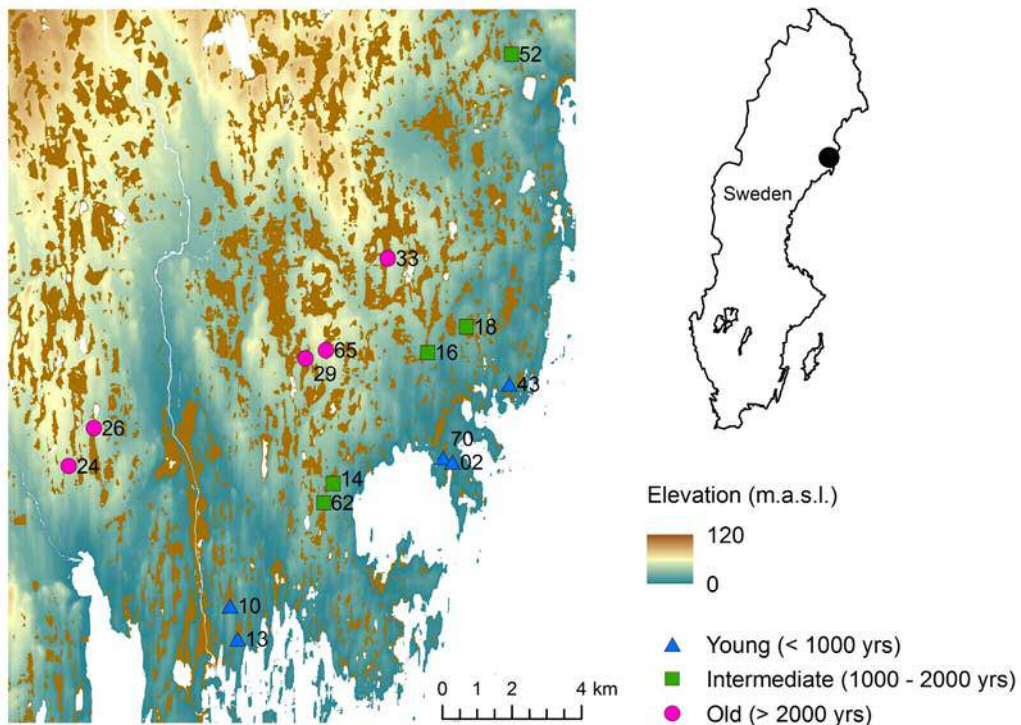 52
Sweden
33
18
16
65
29
43
26
70
02
24
14
62
10
13
0 2 4 km
Elevation (m.a.s.l.)
120
0
Young (< 1000 yrs)
Intermediate (1000 - 2000 yrs)
Old (> 2000 yrs)